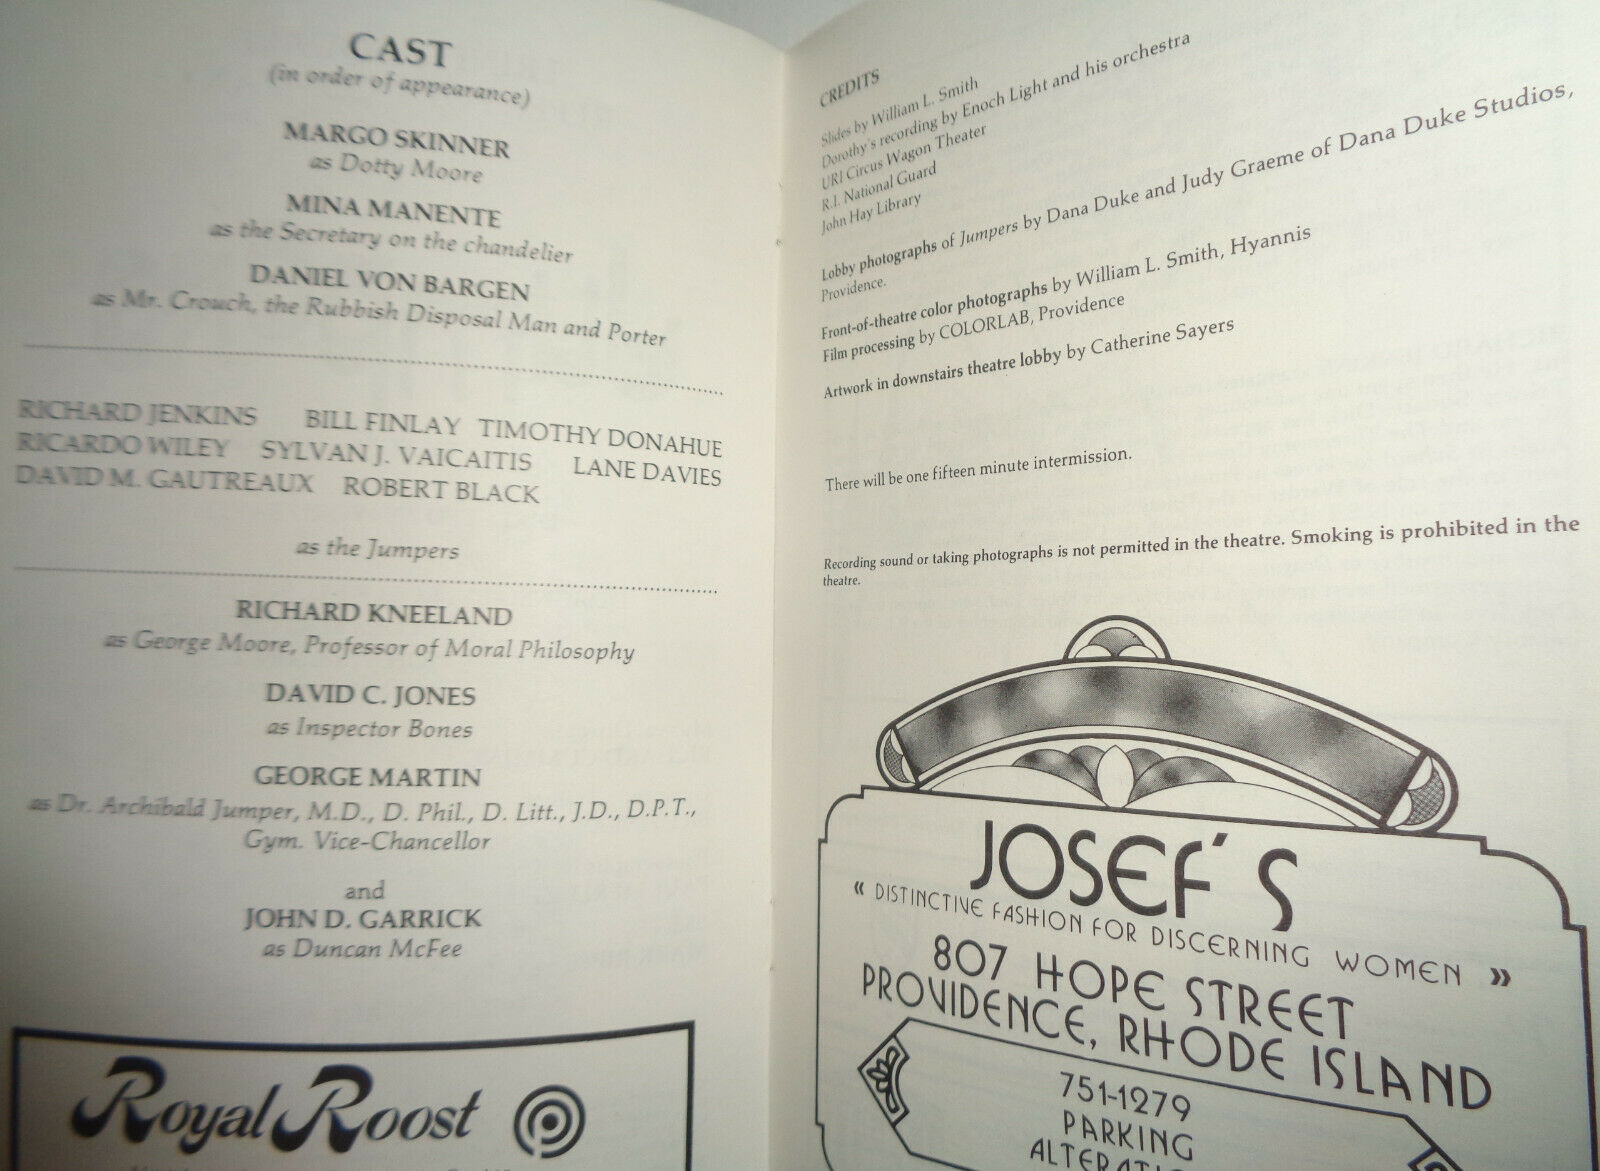 CAST
(in order of appearance)
MARGO SKINNER
as Dotty Moore
MINA MANENTE
as the Secretary on the chandelier
DANIEL VON BARGEN
as Mr. Crouch, the Rubbish Disposal Man and Porter
RICHARD JENKINS BILL FINLAY TIMOTHY DONAHUE
RICARDO WILEY SYLVAN J. VAICAITIS LANE DAVIES
DAVID M. GAUTREAUX ROBERT BLACK
as the Jumpers
RICHARD KNEELAND
as George Moore, Professor of Moral Philosophy
DAVID C. JONES
as Inspector Bones
GEORGE MARTIN
as Dr. Archibald Jumper, M.D., D. Phil., D. Litt., J.D., D.P.T.,
Gym. Vice-Chancellor
and
JOHN D. GARRICK
as Duncan McFee
Royal Roost
CREDITS
Slides by William L. Smith
Dorothy's recording by Enoch Light and his orchestra
URI Circus Wagon Theater
R.I. National Guard
John Hay Library
Lobby photographs of Jumpers by Dana Duke and Judy Graeme of Dana Duke Studios,
Providence.
Front-of-theatre color photographs by William L. Smith, Hyannis
Film processing by COLORLAB, Providence
Artwork in downstairs theatre lobby by Catherine Sayers
There will be one fifteen minute intermission.
Recording sound or taking photographs is not permitted in the theatre. Smoking is prohibited in the
theatre.
JOSEF'S
« DISTINCTIVE FASHION FOR DISCERNING WOMEN »
807 HOPE STREET
PROVIDENCE, RHODE ISLAND
751-1279
PARKING